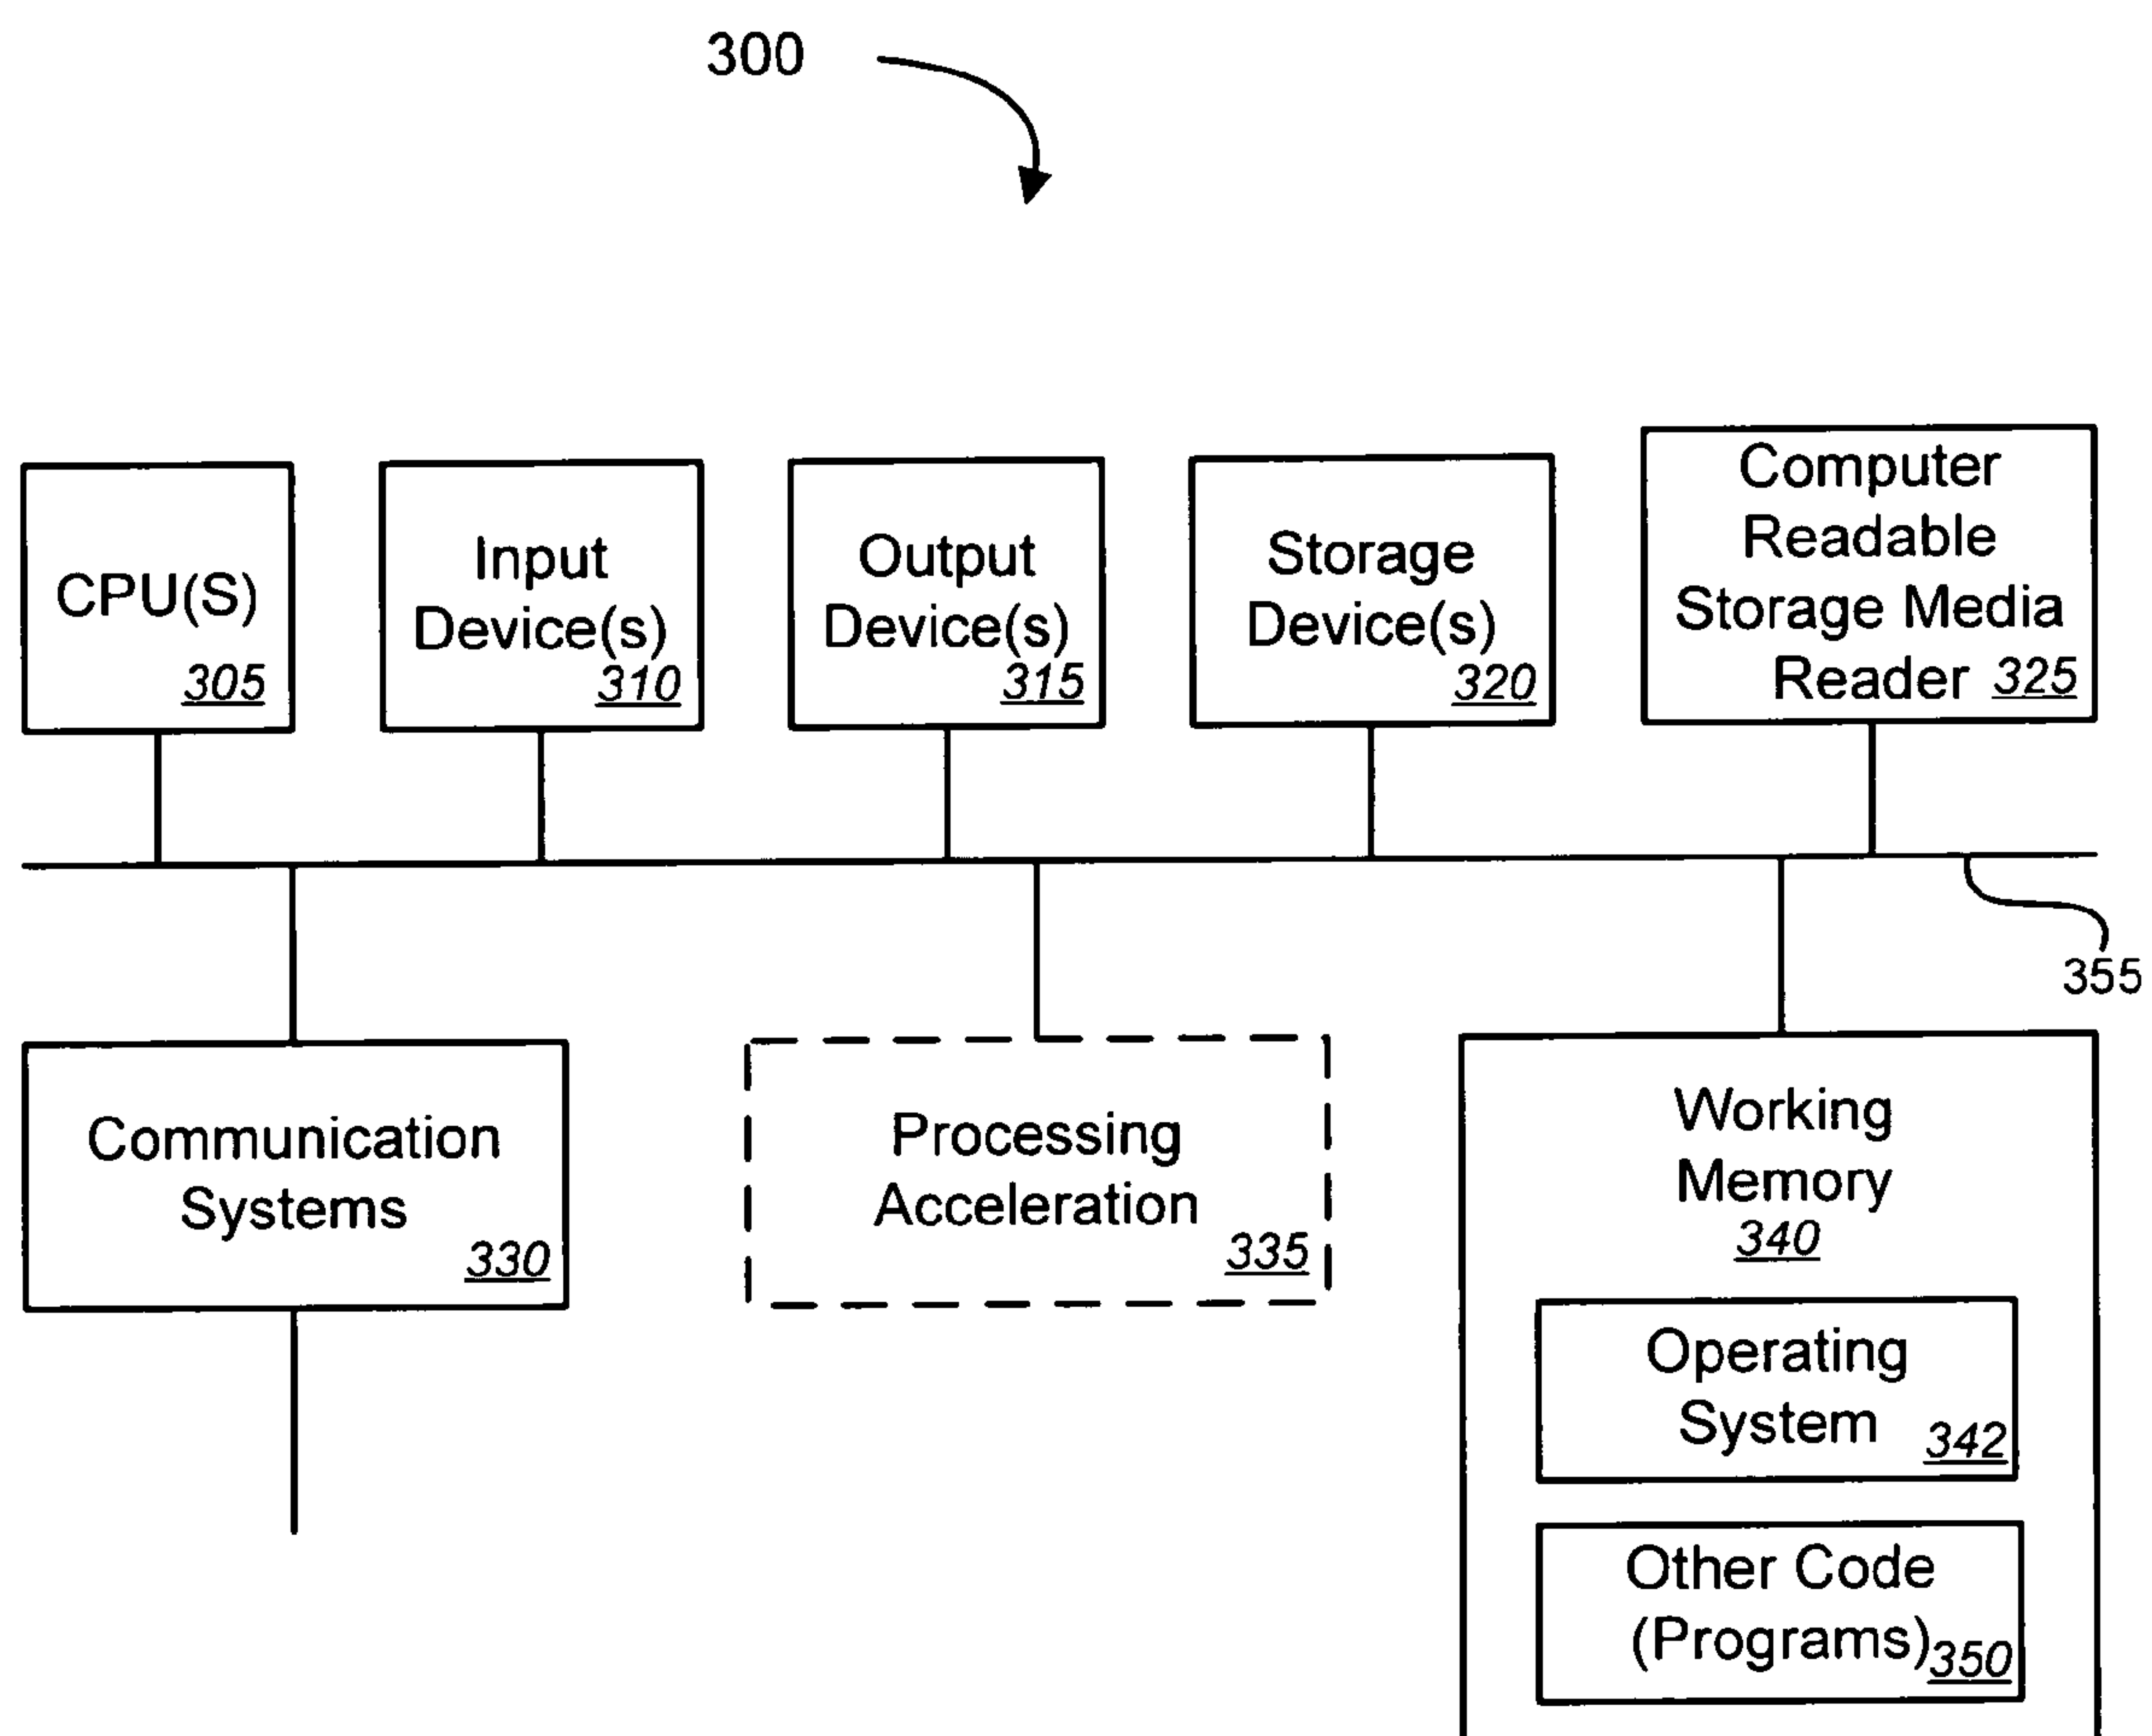 300
CPU(S)
305
Input
Device(s)
310
Output
Device(s)
315
Storage
Device(s)
320
Computer
Readable
Storage Media
Reader 325
355
Communication
Systems
330
Processing
Acceleration
335
Working
Memory
340
Operating
System
342
Other Code
(Programs)
350